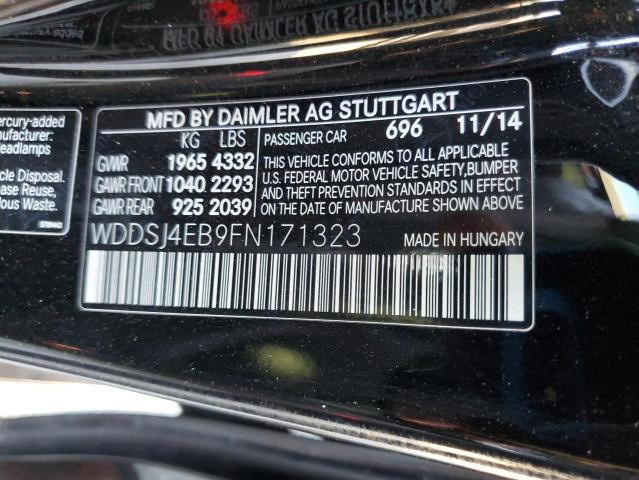 MFD BY DAIMLER AG STUTTGART
KG LBS
GVWR 1965 4332
GAWR FRONT 1040 2293
GAWR REAR 925 2039
PASSENGER CAR 696 11/14
THIS VEHICLE CONFORMS TO ALL APPLICABLE
U.S. FEDERAL MOTOR VEHICLE SAFETY,BUMPER
AND THEFT PREVENTION STANDARDS IN EFFECT
ON THE DATE OF MANUFACTURE SHOWN ABOVE
WDDSJ4EB9FN171323 MADE IN HUNGARY
ercury-added
manufacturer:
eadlamps
cle Disposal.
ase Reuse,
lous Waste.